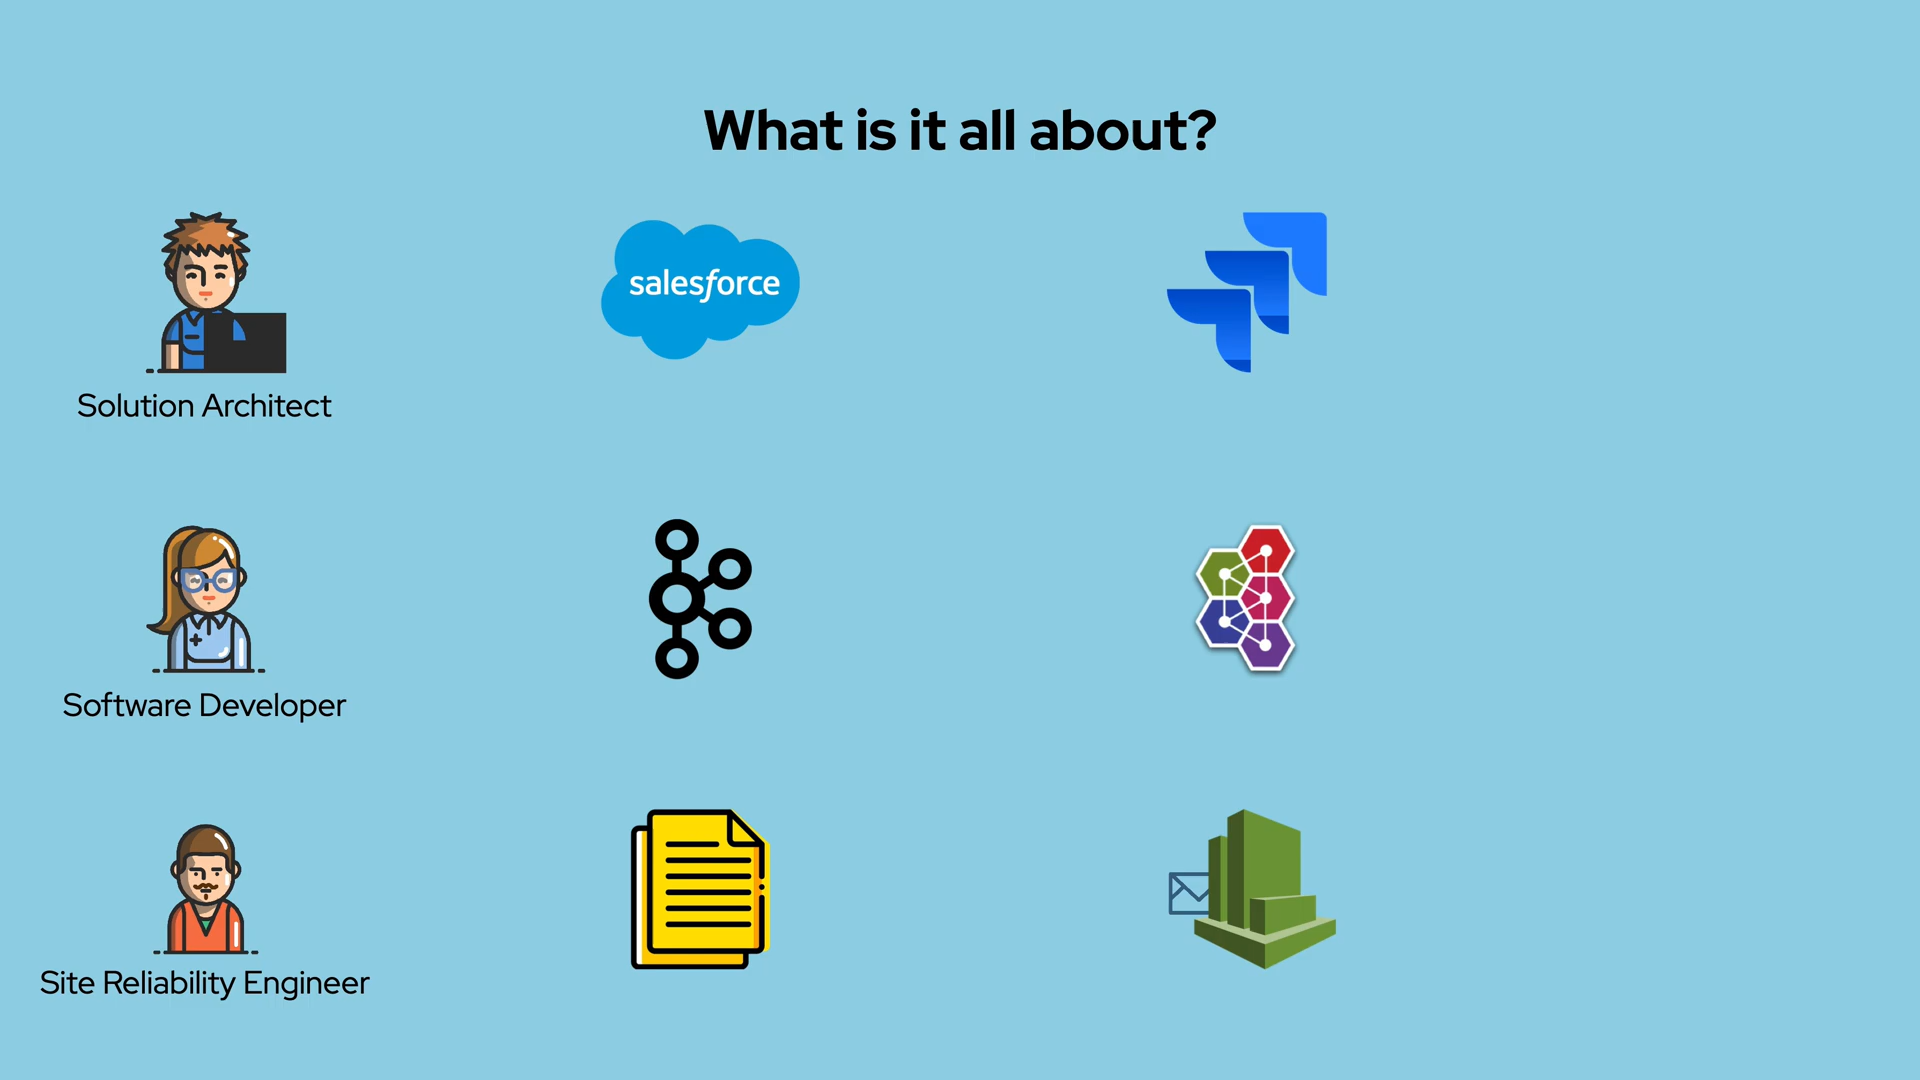 What is it all about?
salesforce
Solution Architect
Software Developer
Site Reliability Engineer